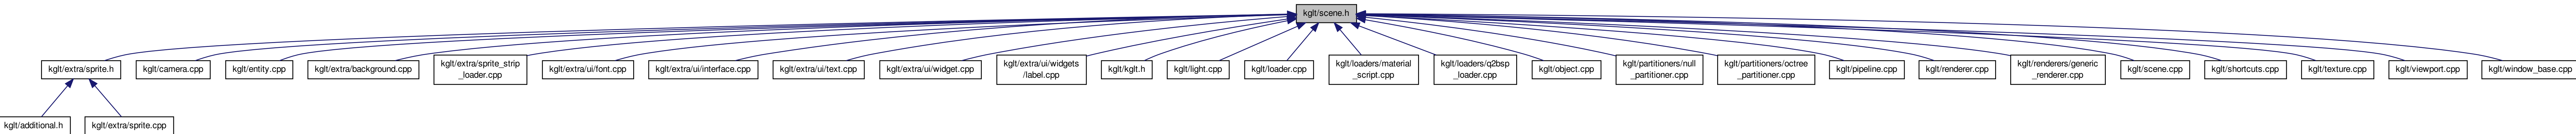 kglt/scene.h
kglt/extra/sprite.h
kglt/camera.cpp
kglt/entity.cpp
kglt/extra/background.cpp
kglt/extra/sprite_strip
_loader.cpp
kglt/extra/ui/font.cpp
kglt/extra/ui/interface.cpp
kglt/extra/ui/text.cpp
kglt/extra/ui/widget.cpp
kglt/extra/ui/widgets
/label.cpp
kglt/kglt.h
kglt/light.cpp
kglt/loader.cpp
kglt/loaders/material
_script.cpp
kglt/loaders/q2bsp
_loader.cpp
kglt/object.cpp
kglt/partitioners/null
_partitioner.cpp
kglt/partitioners/octree
_partitioner.cpp
kglt/pipeline.cpp
kglt/renderer.cpp
kglt/renderers/generic
_renderer.cpp
kglt/scene.cpp
kglt/shortcuts.cpp
kglt/texture.cpp
kglt/viewport.cpp
kglt/window_base.cpp
kglt/additional.h
kglt/extra/sprite.cpp